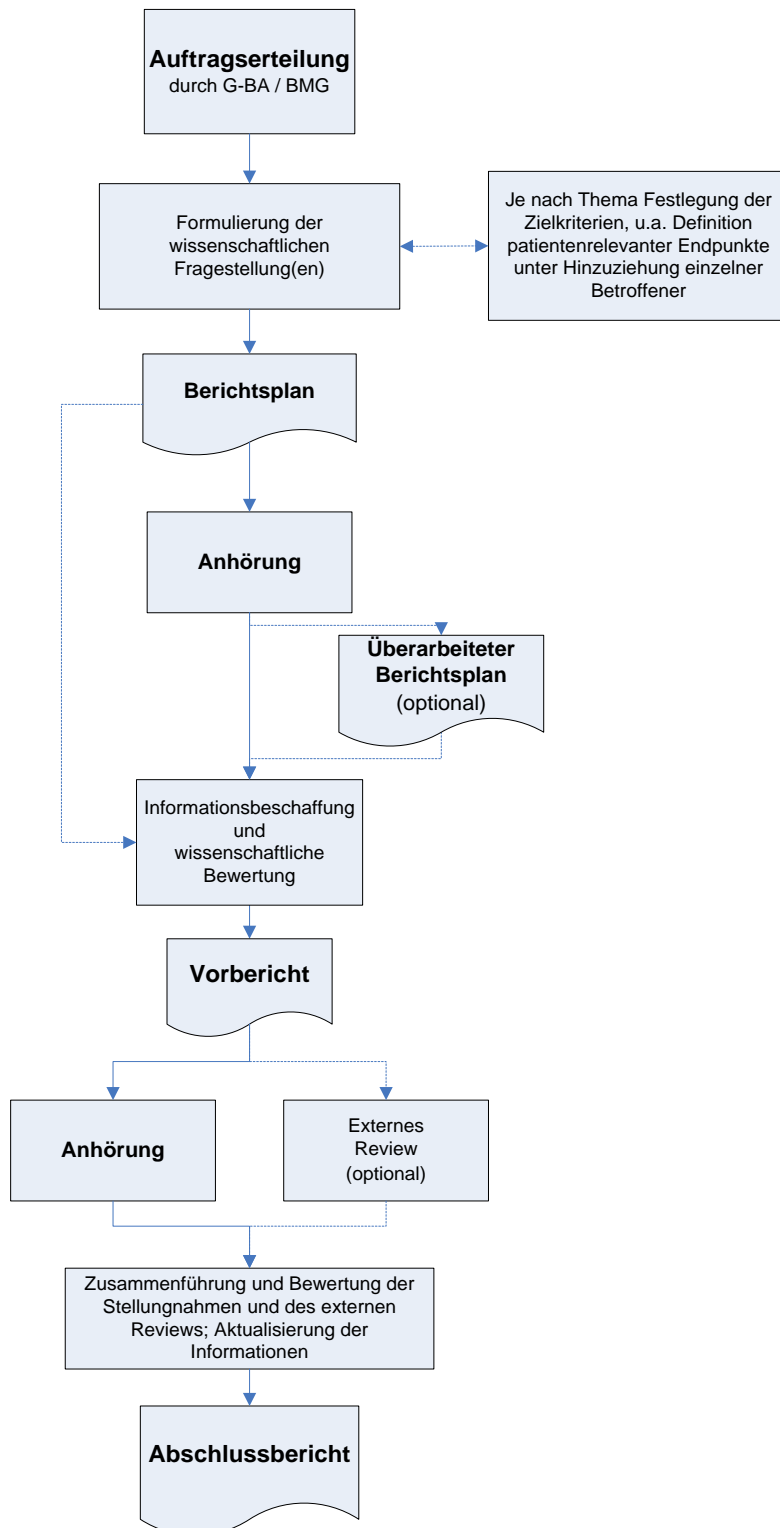 Auftragserteilung
durch G-BA / BMG
Formulierung der
wissenschaftlichen
Fragestellung(en)
Je nach Thema Festlegung der
Zielkriterien, u.a. Definition
patientenrelevanter Endpunkte
unter Hinzuziehung einzelner
Betroffener
Berichtsplan
Anhörung
Überarbeiteter
Berichtsplan
(optional)
Informationsbeschaffung
und
wissenschaftliche
Bewertung
Vorbericht
Anhörung
Externes
Review
(optional)
Zusammenführung und Bewertung der
Stellungnahmen und des externen
Reviews; Aktualisierung der
Informationen
Abschlussbericht